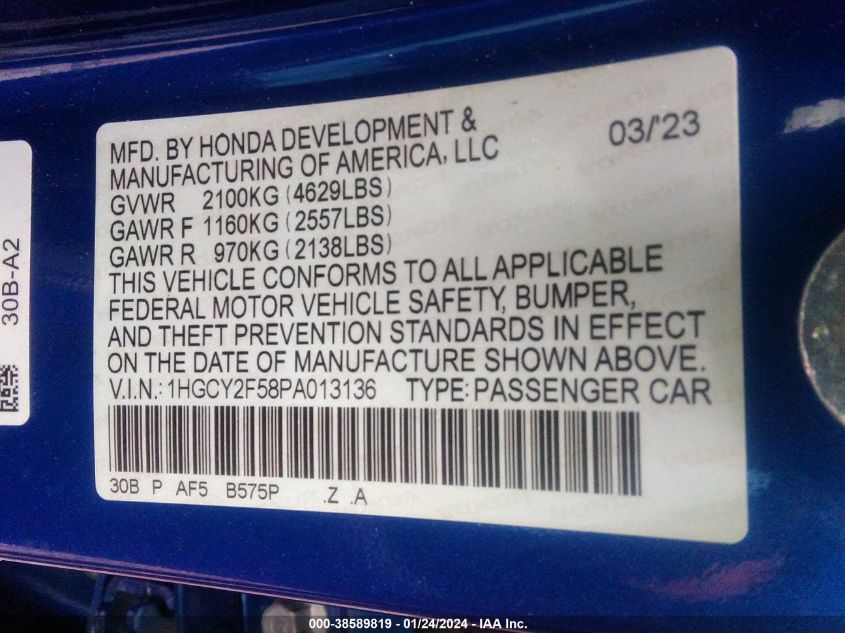 MFD. BY HONDA DEVELOPMENT &
MANUFACTURING OF AMERICA, LLC
03/'23
GVWR 2100KG (4629LBS)
GAWR F 1160KG (2557LBS)
GAWR R 970KG (2138LBS)
THIS VEHICLE CONFORMS TO ALL APPLICABLE
FEDERAL MOTOR VEHICLE SAFETY, BUMPER,
AND THEFT PREVENTION STANDARDS IN EFFECT
ON THE DATE OF MANUFACTURE SHOWN ABOVE.
V.I.N.: 1HGCY2F58PA013136 TYPE: PASSENGER CAR
30B P AF5 B575P .Z .A
30B-A2
000-38589819 - 01/24/2024 - IAA Inc.